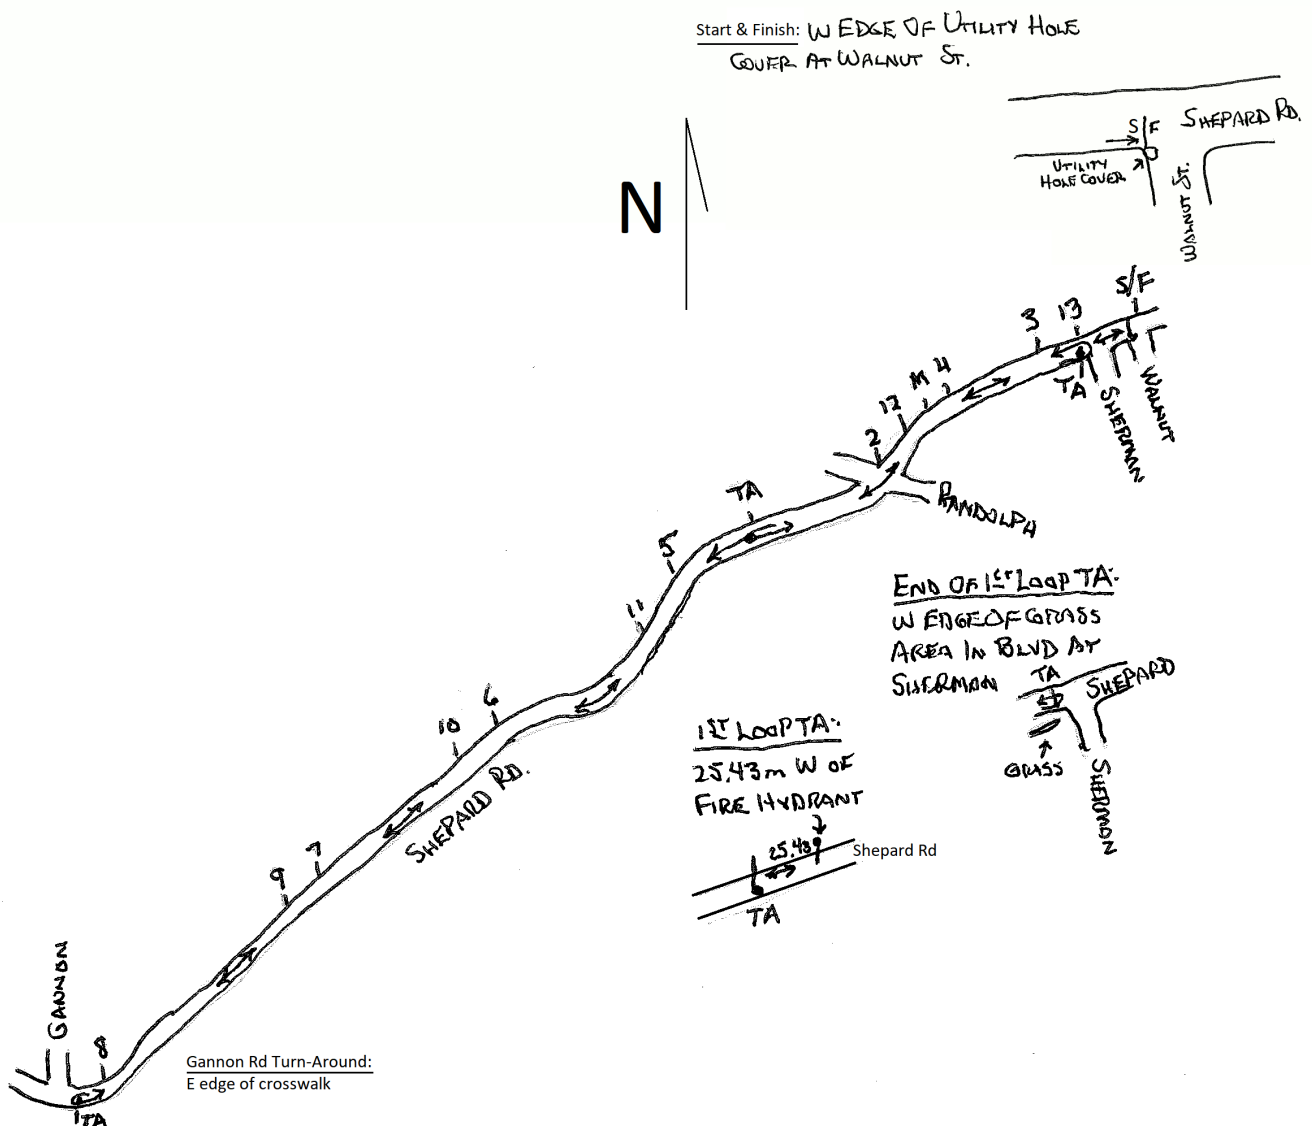 Start & Finish: W EDGE OF UTILITY HOLE
COVER AT WALNUT ST.
S/F
SHEPARD RD.
UTILITY
HOLE COVER
WALNUT ST.
N
S/F
3
13
TA
SHERMAN
WALNUT
12
M
4
2
RANDOLPH
TA
5
11
6
10
SHEPARD RD.
7
9
GANNON
8
TA
END OF 1ST LOOP TA:
W EDGE OF GRASS
AREA IN BLVD AT
SHERMAN
TA
SHEPARD
GRASS
SHERMAN
1ST LOOP TA:
25.43m W OF
FIRE HYDRANT
25.43
Shepard Rd
TA
Gannon Rd Turn-Around:
E edge of crosswalk